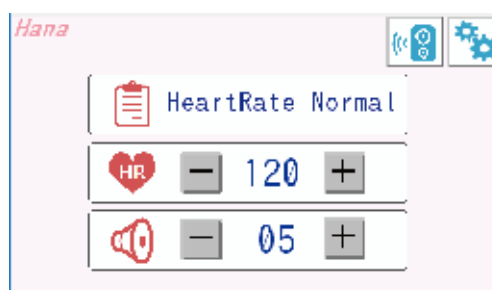 Hana
HeartRate Normal
HR − 120 +
− 05 +